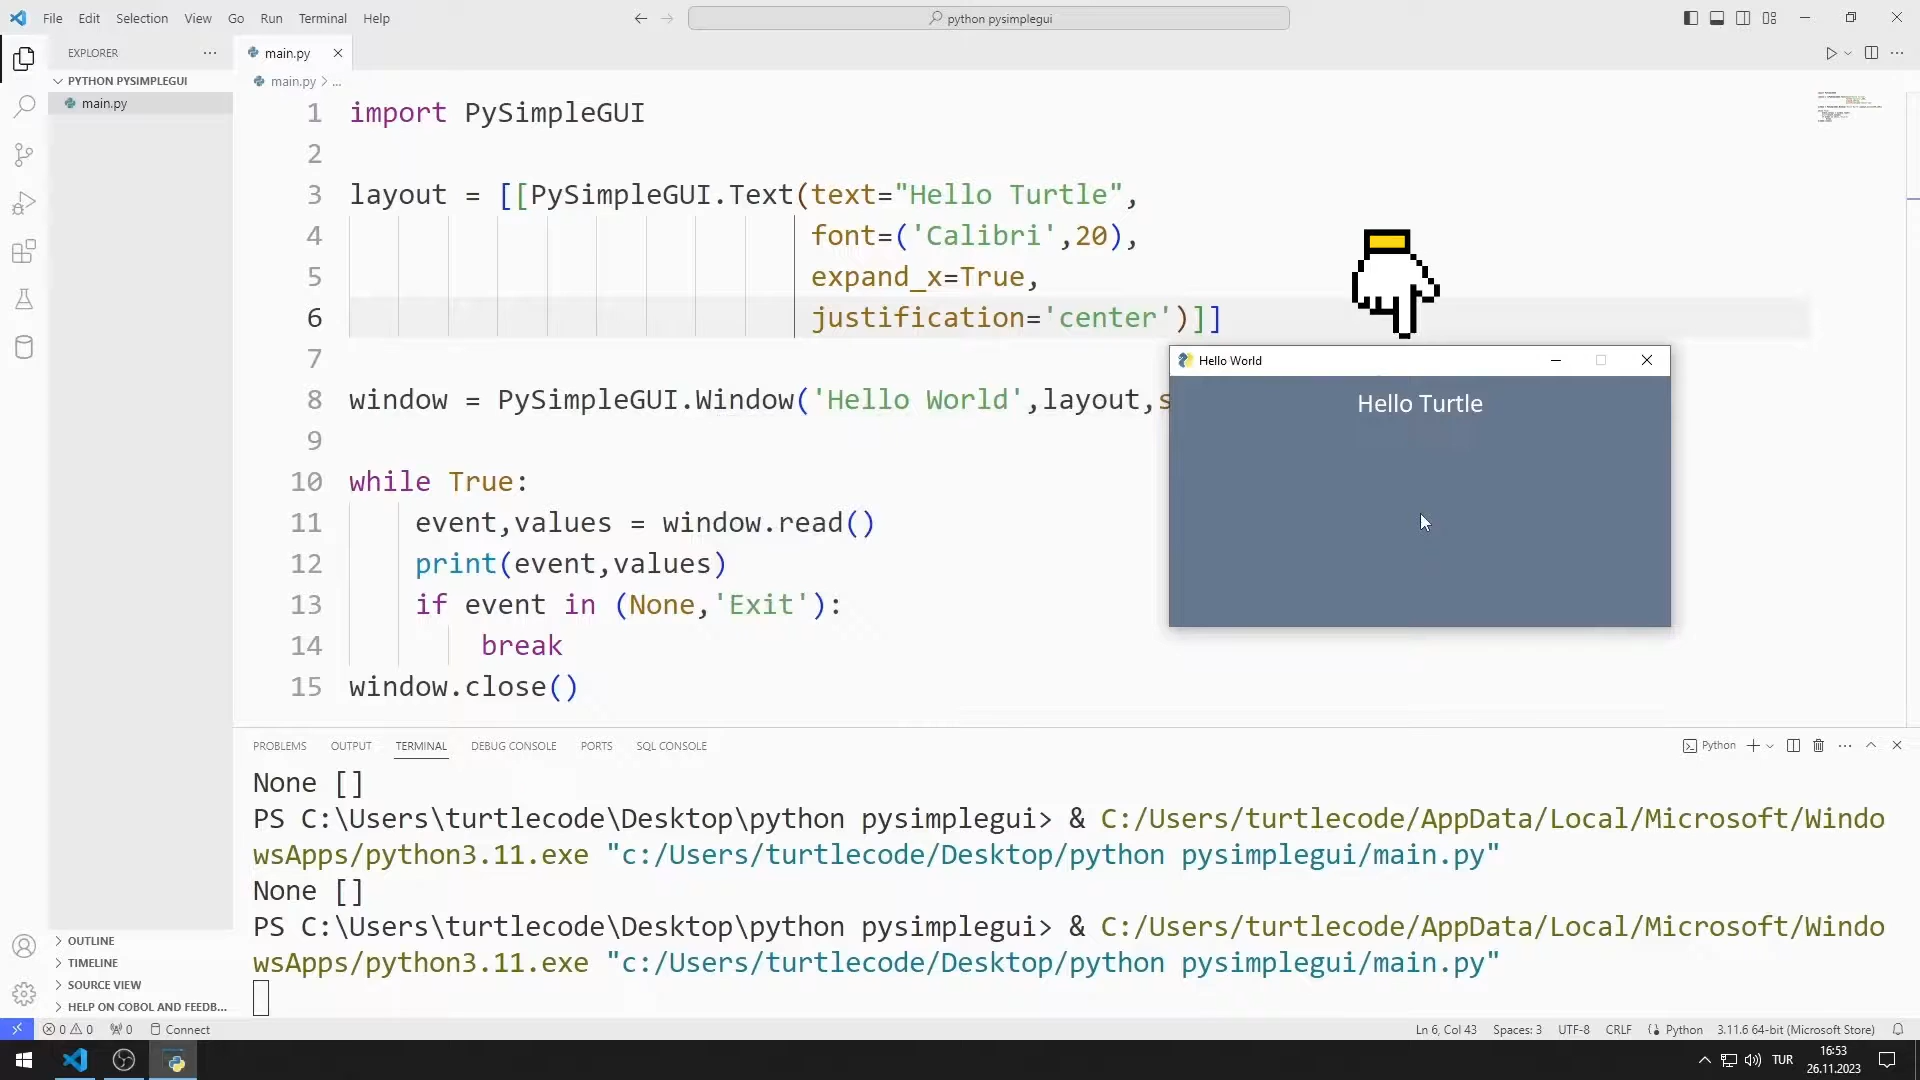 File Edit Selection View Go Run Terminal Help
python pysimplegui
EXPLORER
PYTHON PYSIMPLEGUI
main.py
main.py
main.py > ...
1 import PySimpleGUI
2
3 layout = [[PySimpleGUI.Text(text="Hello Turtle",
4 font=('Calibri',20),
5 expand_x=True,
6 justification='center')]]
7
8 window = PySimpleGUI.Window('Hello World',layout,s
9
10 while True:
11 event,values = window.read()
12 print(event,values)
13 if event in (None,'Exit'):
14 break
15 window.close()
Hello World
Hello Turtle
PROBLEMS OUTPUT TERMINAL DEBUG CONSOLE PORTS SQL CONSOLE
Python
None []
PS C:\Users\turtlecode\Desktop\python pysimplegui> & C:/Users/turtlecode/AppData/Local/Microsoft/Windo
wsApps/python3.11.exe "c:/Users/turtlecode/Desktop/python pysimplegui/main.py"
None []
PS C:\Users\turtlecode\Desktop\python pysimplegui> & C:/Users/turtlecode/AppData/Local/Microsoft/Windo
wsApps/python3.11.exe "c:/Users/turtlecode/Desktop/python pysimplegui/main.py"
OUTLINE
TIMELINE
SOURCE VIEW
HELP ON COBOL AND FEEDB...
0 0 0 Connect
Ln 6, Col 43 Spaces: 3 UTF-8 CRLF Python 3.11.6 64-bit (Microsoft Store)
TUR
16:53
26.11.2023